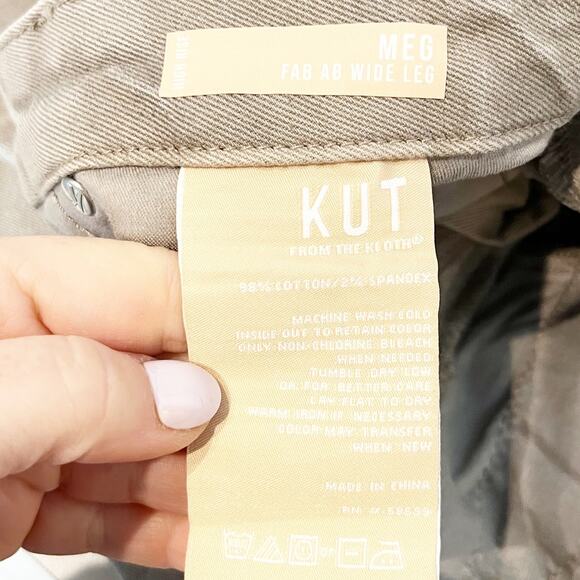 HIGH RISE
MEG
FAB AB WIDE LEG
KUT
FROM THE KLOTH®
98% COTTON/2% SPANDEX
MACHINE WASH COLD
INSIDE OUT TO RETAIN COLOR
ONLY NON-CHLORINE BLEACH
WHEN NEEDED
TUMBLE DRY LOW
OR FOR BETTER CARE
LAY FLAT TO DRY
WARM IRON IF NECESSARY
COLOR MAY TRANSFER
WHEN NEW
MADE IN CHINA
RN #
OR